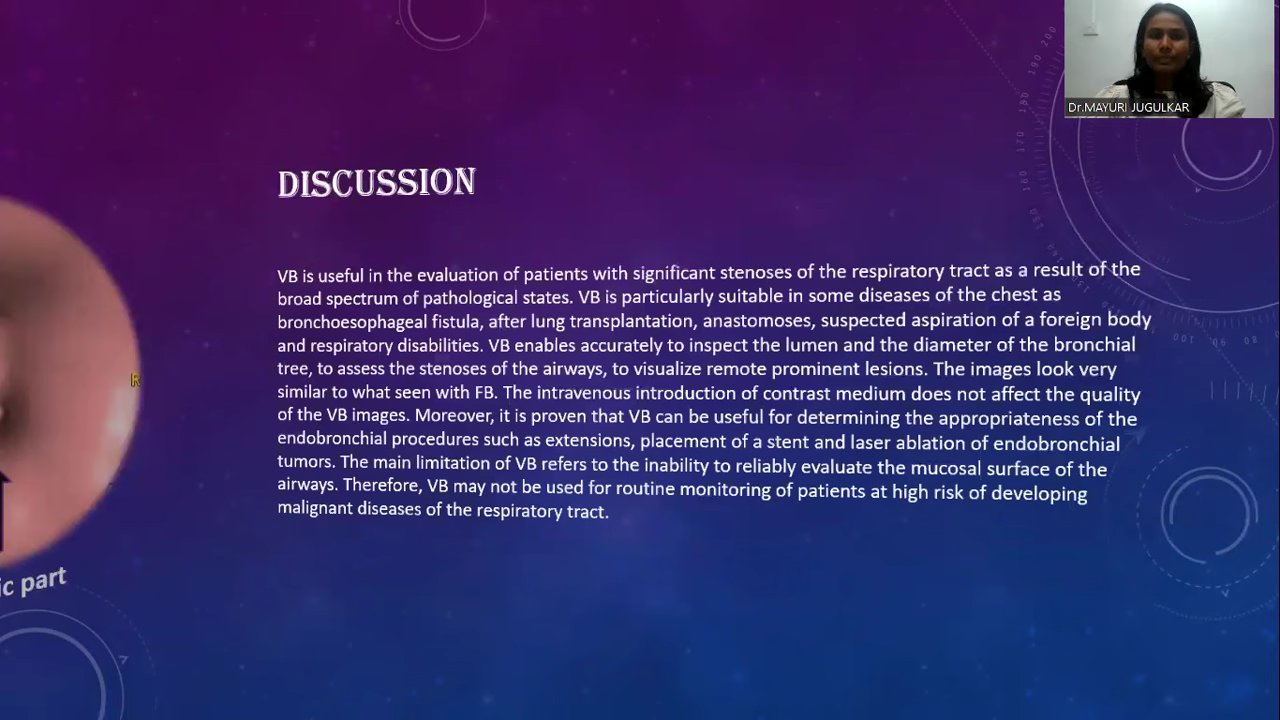 Dr.MAYURI JUGULKAR
DISCUSSION
VB is useful in the evaluation of patients with significant stenoses of the respiratory tract as a result of the
broad spectrum of pathological states. VB is particularly suitable in some diseases of the chest as
bronchoesophageal fistula, after lung transplantation, anastomoses, suspected aspiration of a foreign body
and respiratory disabilities. VB enables accurately to inspect the lumen and the diameter of the bronchial
tree, to assess the stenoses of the airways, to visualize remote prominent lesions. The images look very
similar to what seen with FB. The intravenous introduction of contrast medium does not affect the quality
of the VB images. Moreover, it is proven that VB can be useful for determining the appropriateness of the
endobronchial procedures such as extensions, placement of a stent and laser ablation of endobronchial
tumors. The main limitation of VB refers to the inability to reliably evaluate the mucosal surface of the
airways. Therefore, VB may not be used for routine monitoring of patients at high risk of developing
malignant diseases of the respiratory tract.
R
ic part